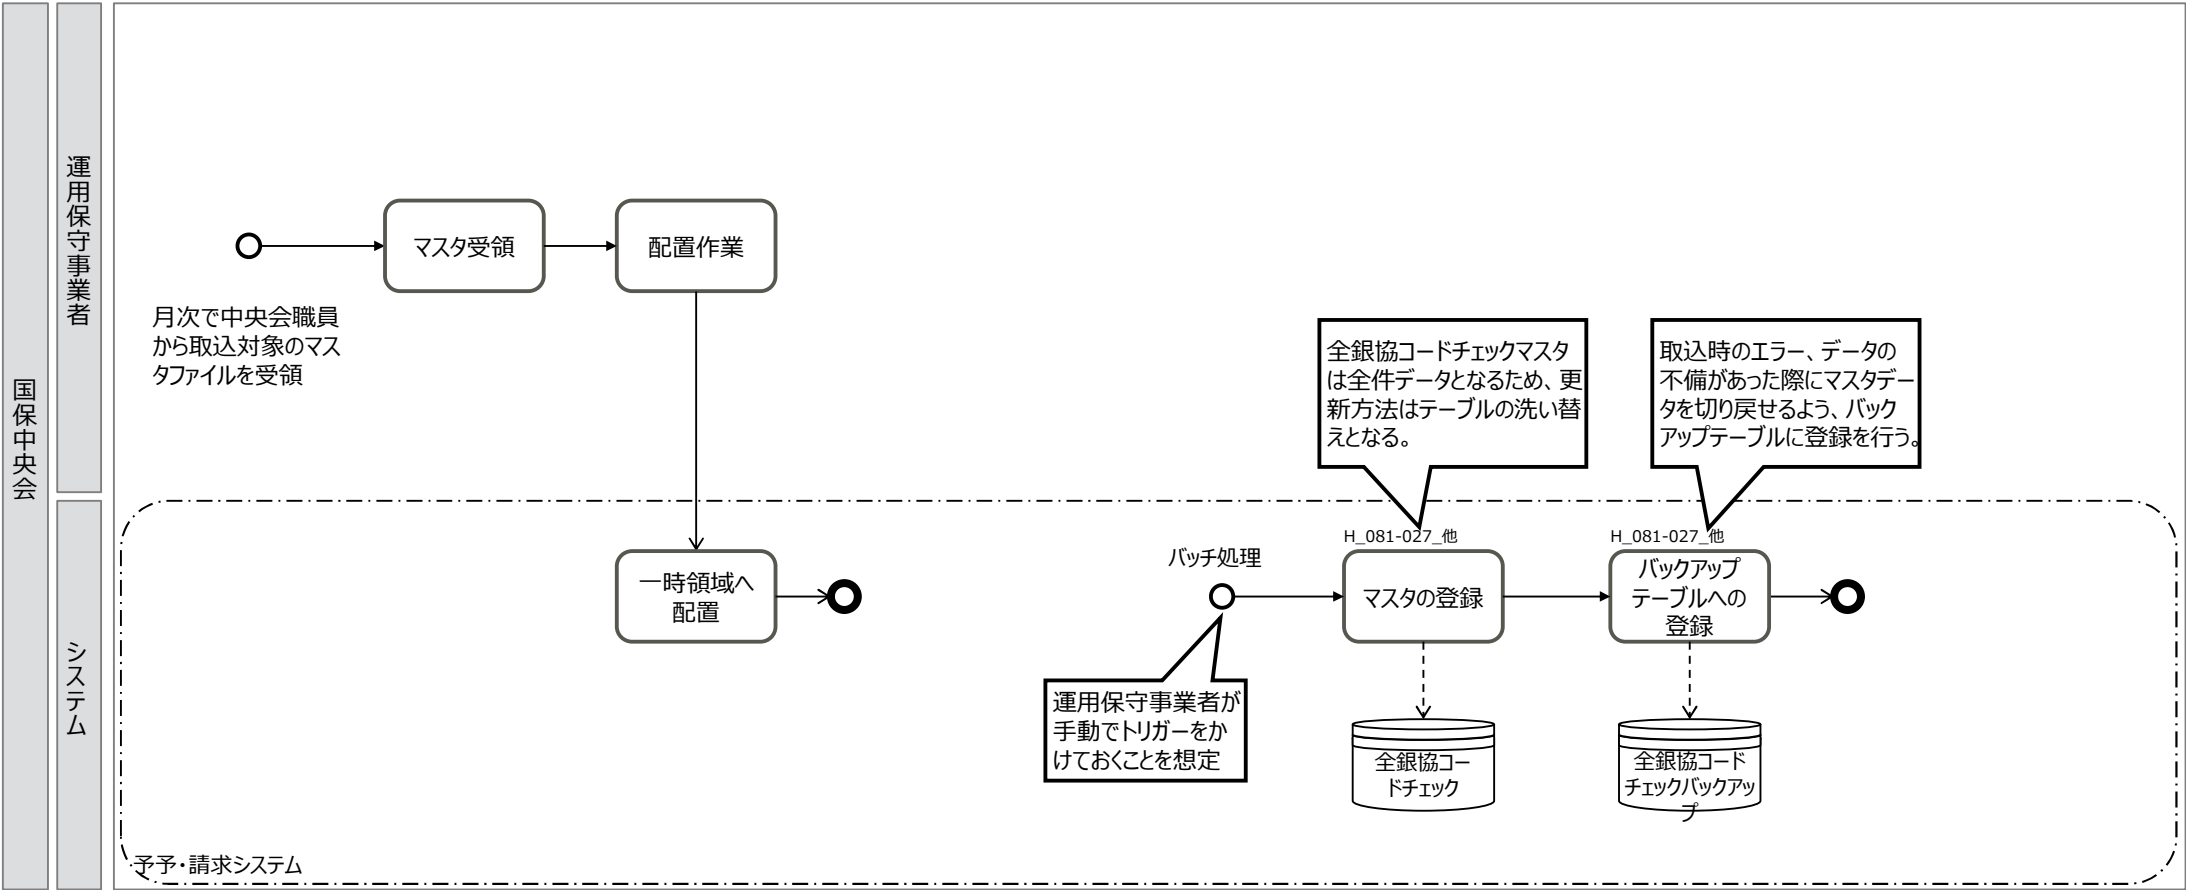 国保中央会
運用保守事業者
システム
マスタ受領
配置作業
月次で中央会職員
から取込対象のマス
タファイルを受領
全銀協コードチェックマスタ
は全件データとなるため、更
新方法はテーブルの洗い替
えとなる。
取込時のエラー、データの
不備があった際にマスタデー
タを切り戻せるよう、バック
アップテーブルに登録を行う。
一時領域へ
配置
バッチ処理
H_081-027_他
マスタの登録
H_081-027_他
バックアップ
テーブルへの
登録
運用保守事業者が
手動でトリガーをか
けておくことを想定
全銀協コー
ドチェック
全銀協コード
チェックバックアッ
プ
予予・請求システム